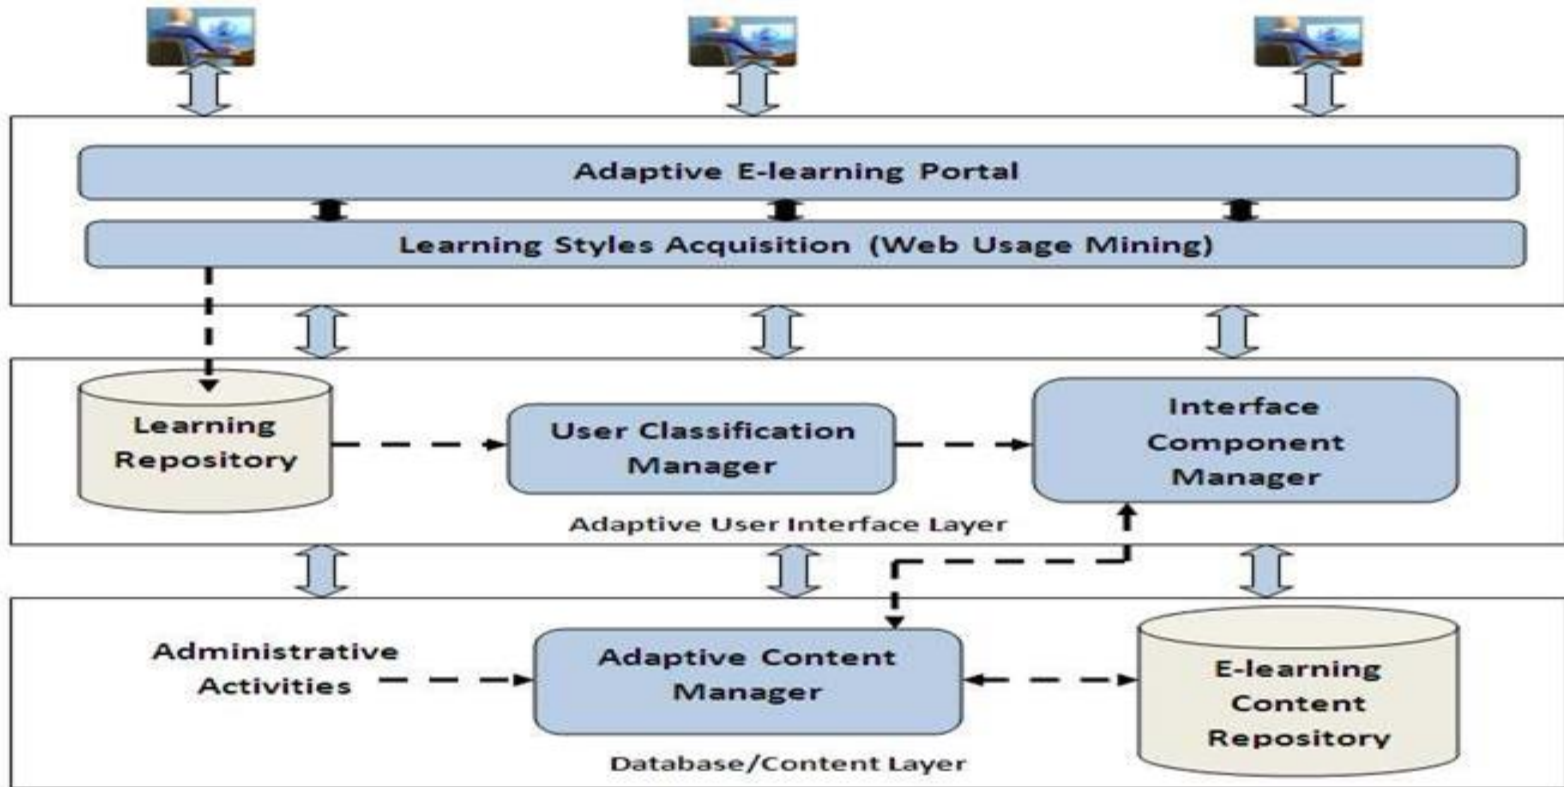 Adaptive E-learning Portal
Learning Styles Acquisition (Web Usage Mining)
Learning
Repository
User Classification
Manager
Interface
Component
Manager
Adaptive User Interface Layer
Administrative
Activities
Adaptive Content
Manager
E-learning
Content
Repository
Database/Content Layer